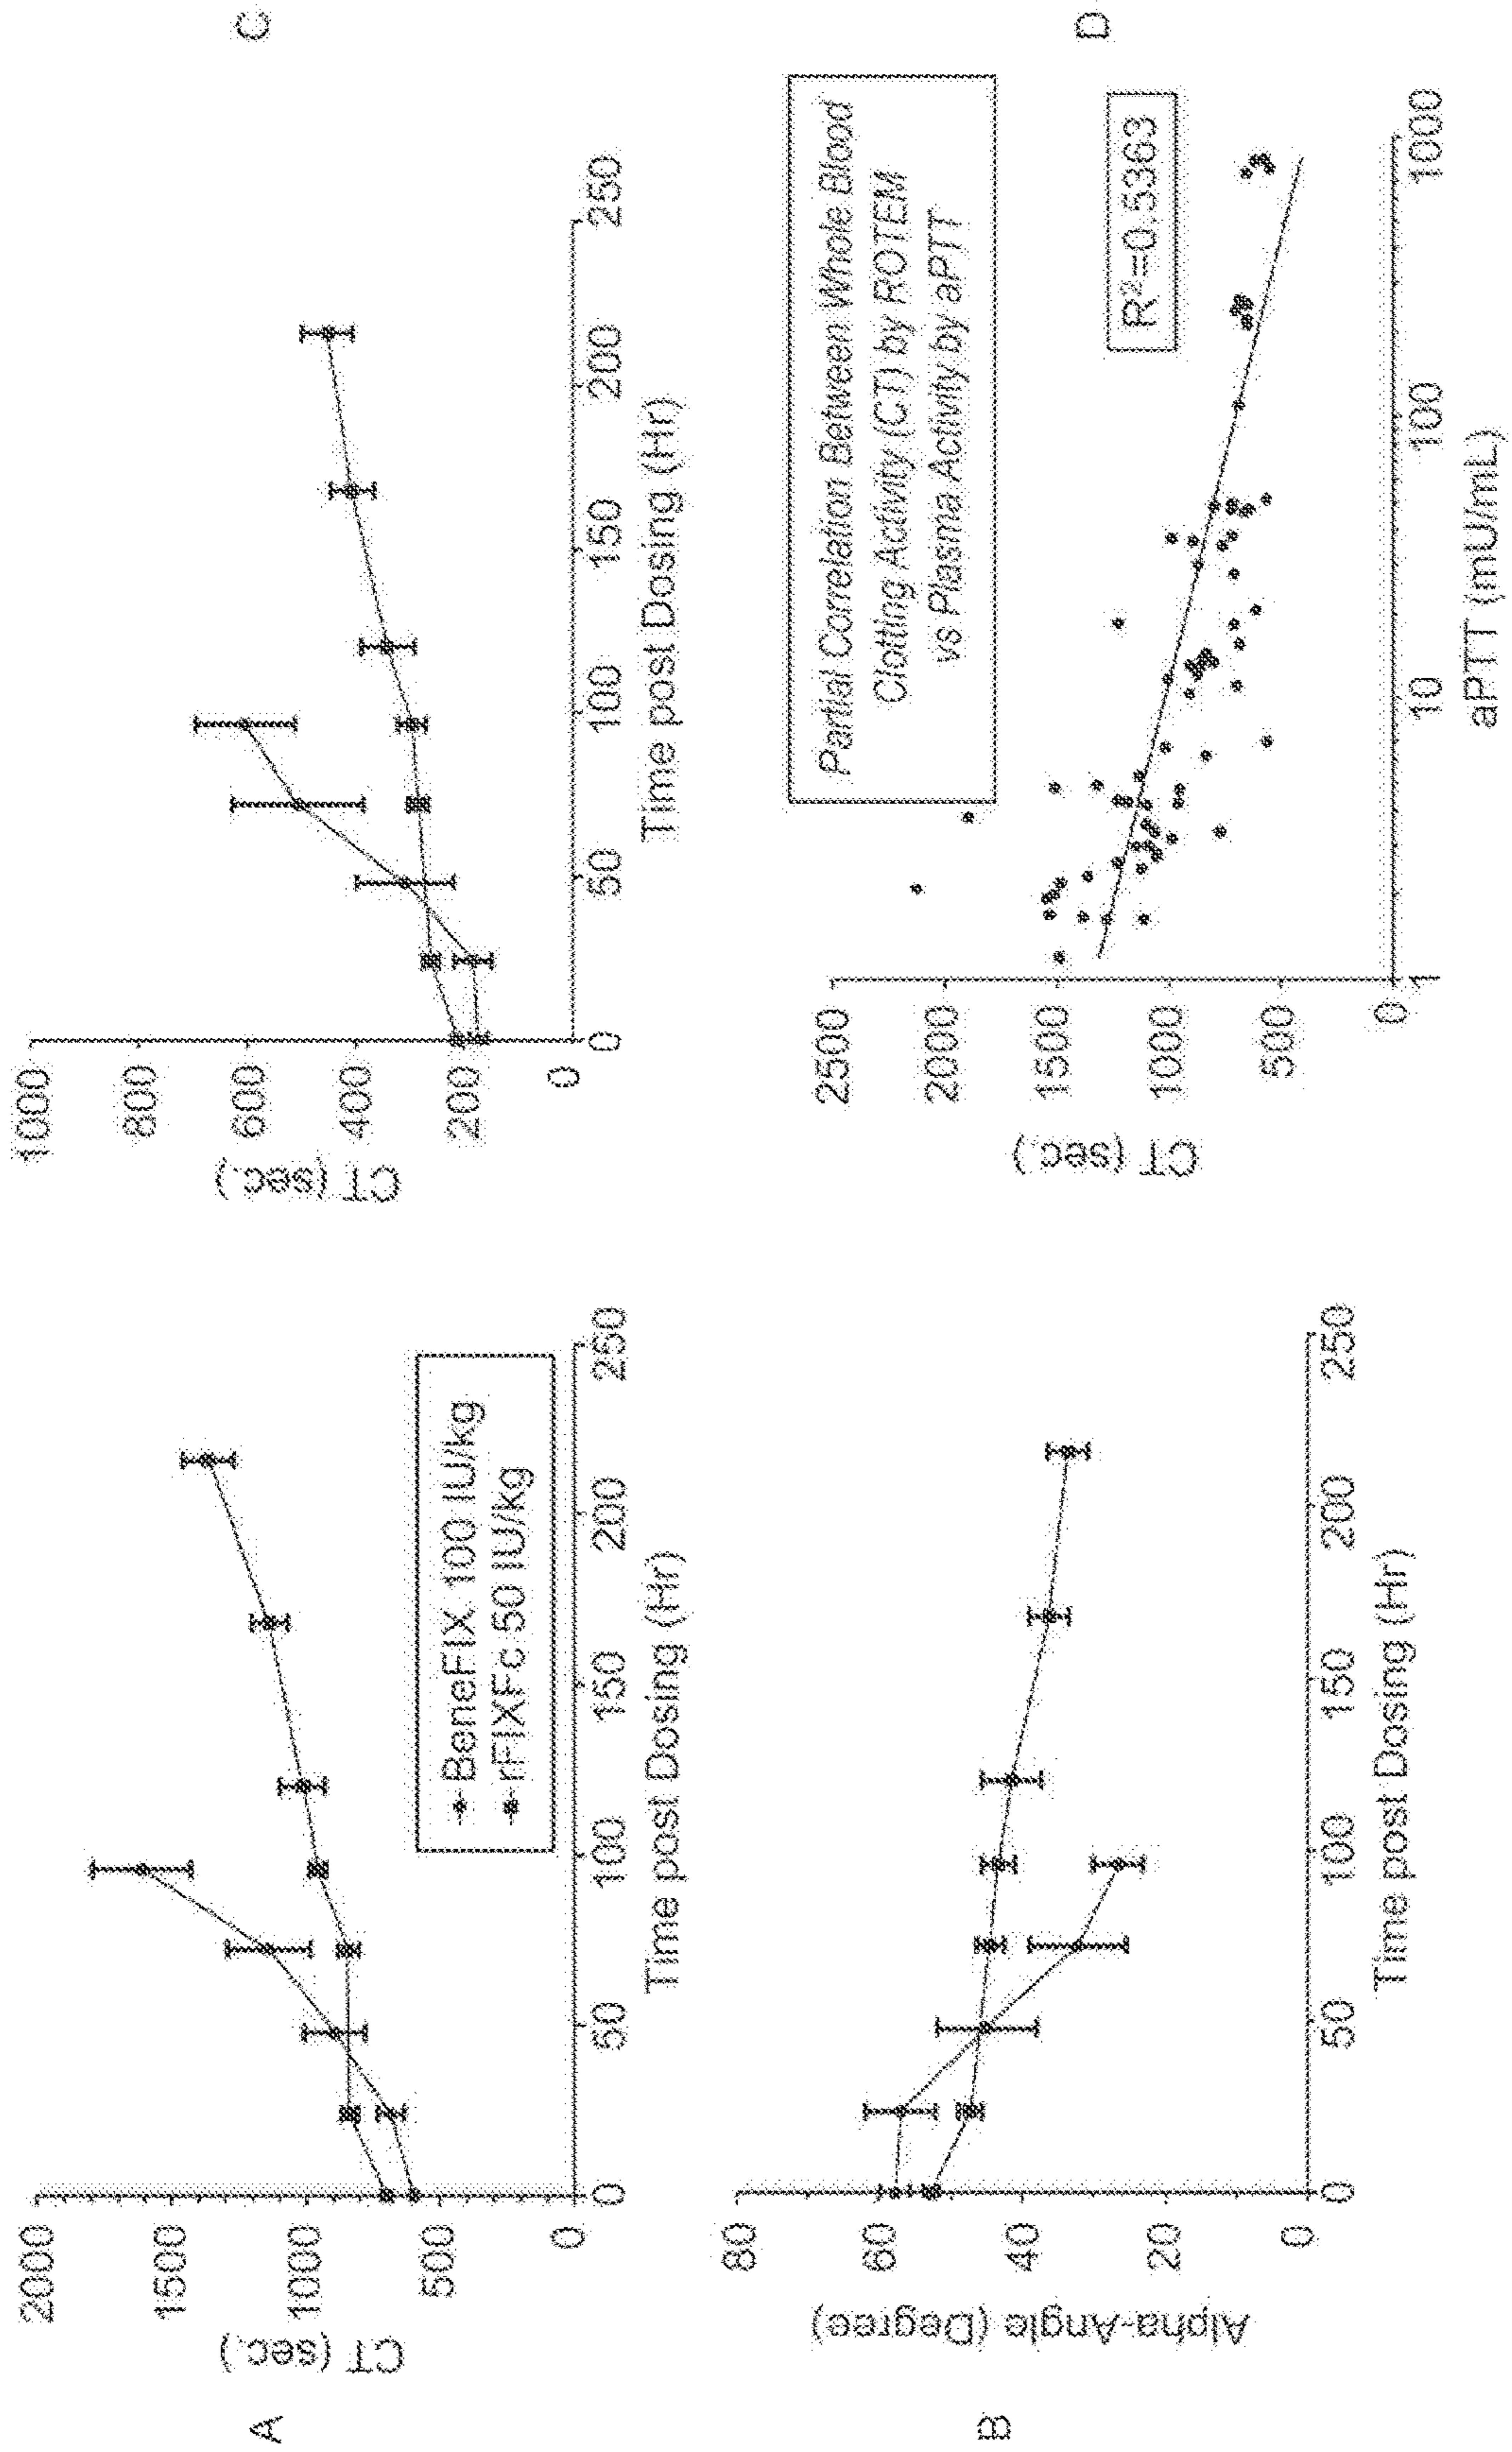 A
CT (sec.)
2000
1500
1000
500
0
0 50 100 150 200 250
Time post Dosing (Hr)
BeneFIX 100 IU/kg
rFIXFc 50 IU/kg
C
CT (sec.)
1000
800
600
400
200
0
0 50 100 150 200 250
Time post Dosing (Hr)
B
Alpha-Angle (Degree)
80
60
40
20
0
0 50 100 150 200 250
Time post Dosing (Hr)
D
CT (sec.)
2500
2000
1500
1000
500
0
1 10 100 1000
aPTT (mU/mL)
Partial Correlation Between Whole Blood
Clotting Activity (CT) by ROTEM
vs Plasma Activity by aPTT
R²=0.5363